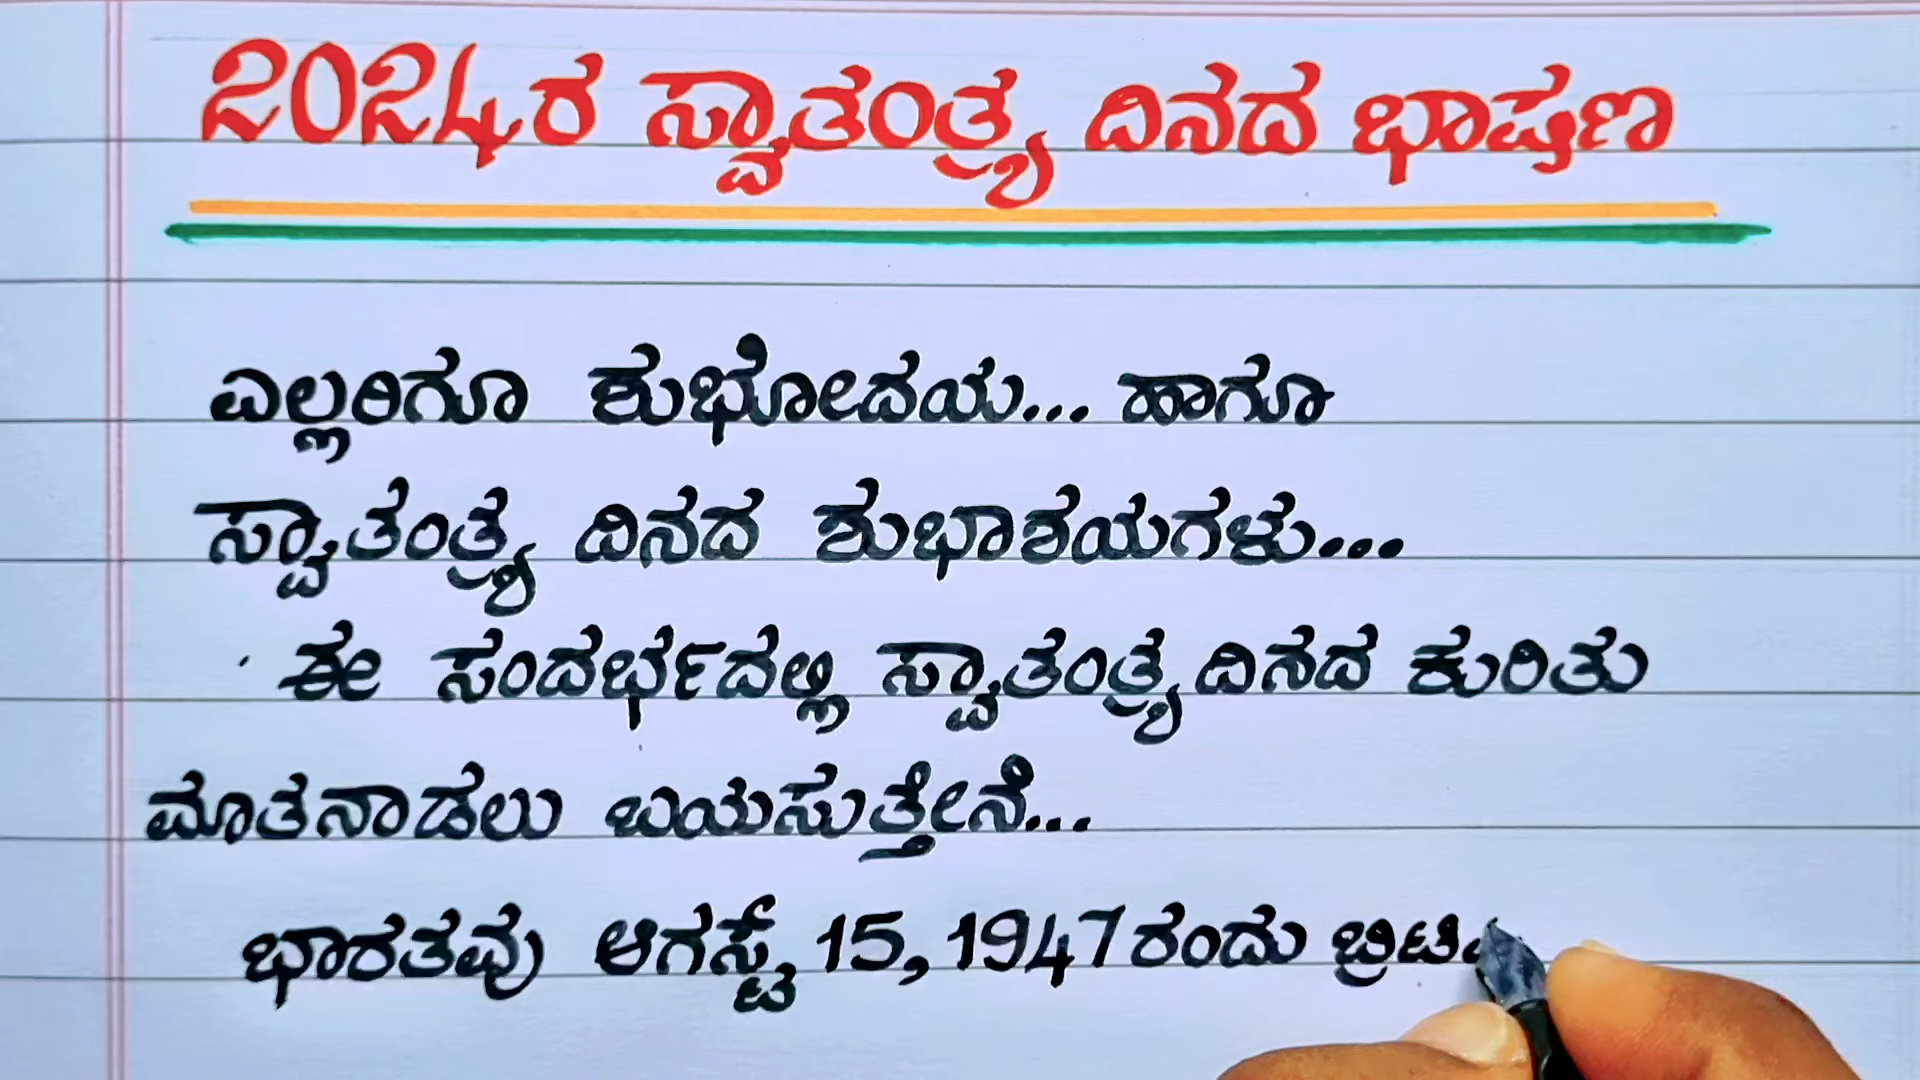 2024ರ ಸ್ವಾತಂತ್ರ್ಯ ದಿನದ ಭಾಷಣ
ಎಲ್ಲರಿಗೂ ಶುಭೋದಯ... ಹಾಗೂ
ಸ್ವಾತಂತ್ರ್ಯ ದಿನದ ಶುಭಾಶಯಗಳು...
ಈ ಸಂದರ್ಭದಲ್ಲಿ ಸ್ವಾತಂತ್ರ್ಯ ದಿನದ ಕುರಿತು
ಮಾತನಾಡಲು ಬಯಸುತ್ತೇನೆ...
ಭಾರತವು ಆಗಸ್ಟ್ 15, 1947ರಂದು